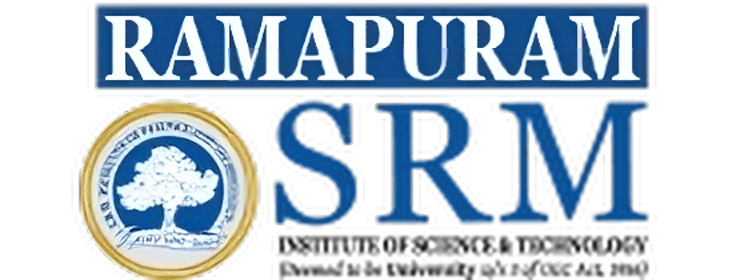 RAMAPURAM
SRM
INSTITUTE OF SCIENCE & TECHNOLOGY
(Deemed to be University u/s 3 of UGC Act, 1956)